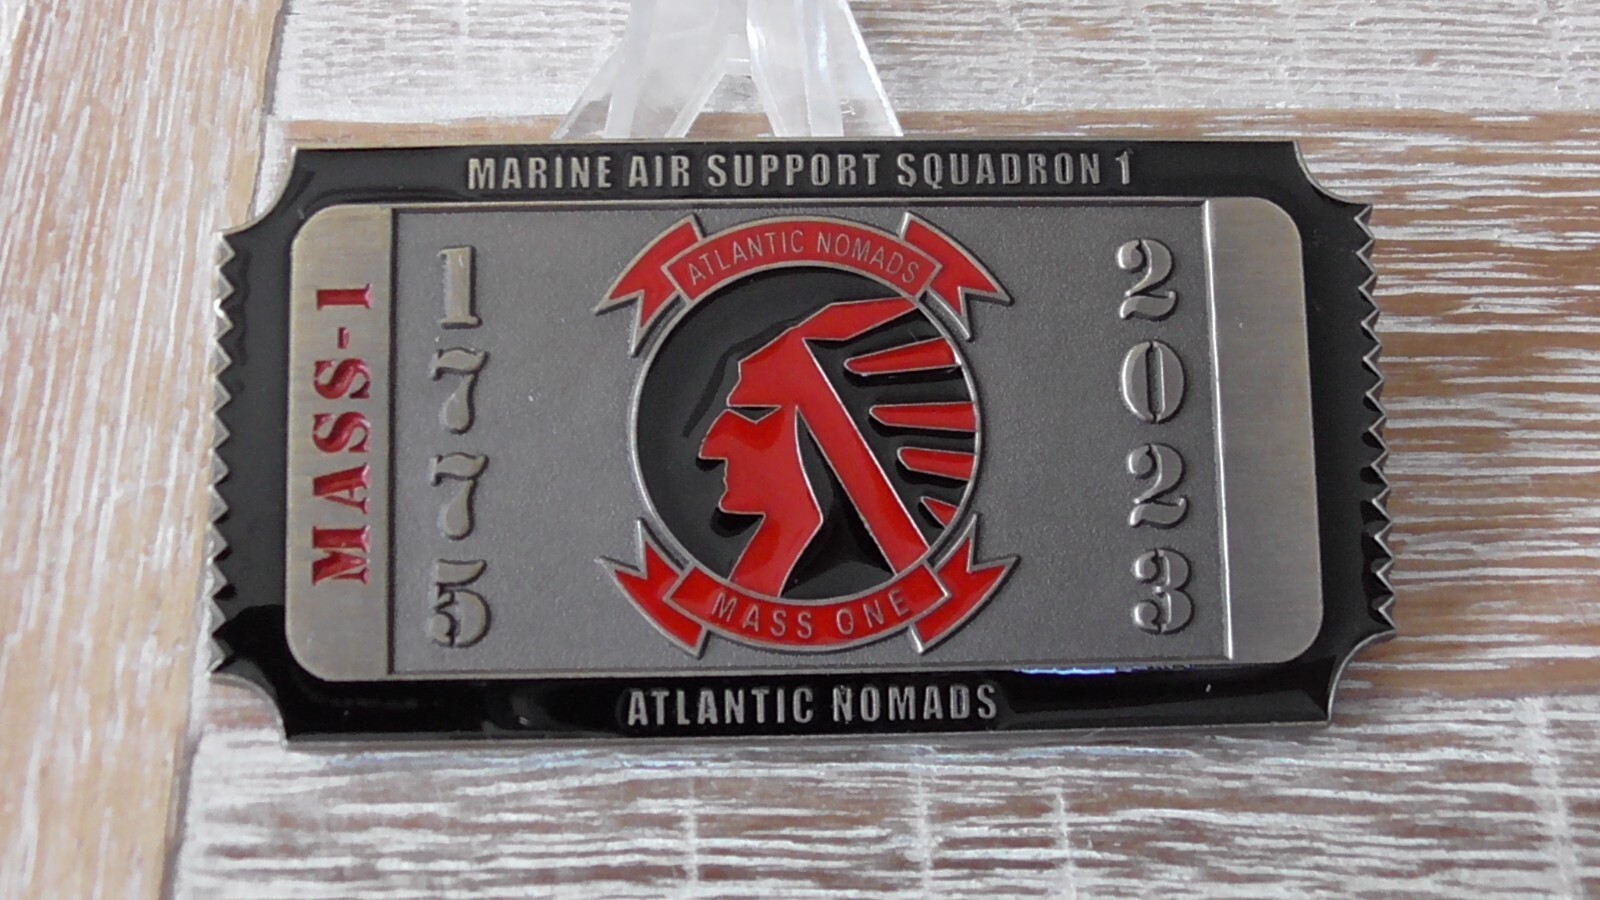 MARINE AIR SUPPORT SQUADRON 1
MASS-1
1775
ATLANTIC NOMADS
MASS ONE
2023
ATLANTIC NOMADS